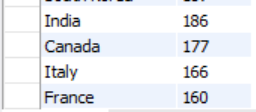 India 186
Canada 177
Italy 166
France 160